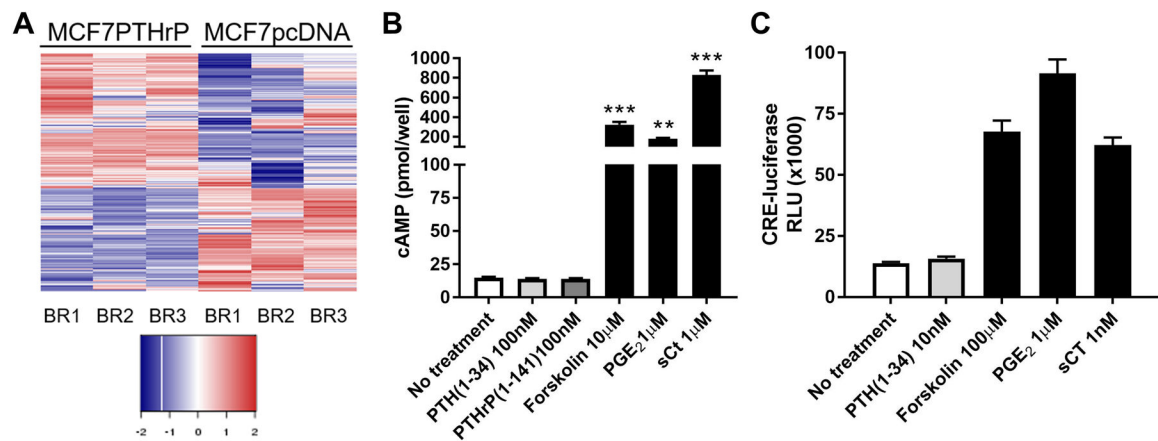 A
MCF7PTHrP MCF7pcDNA
BR1 BR2 BR3 BR1 BR2 BR3
-2 -1 0 1 2
B
cAMP (pmol/well)
1000
800
600
400
200
100
75
50
25
0
***
**
***
No treatment
PTH(1-34) 100nM
PTHrP(1-141)100nM
Forskolin 10μM
PGE₂ 1μM
sCt 1μM
C
CRE-luciferase
RLU (x1000)
100
75
50
25
0
No treatment
PTH(1-34) 10nM
Forskolin 100μM
PGE₂ 1μM
sCT 1nM